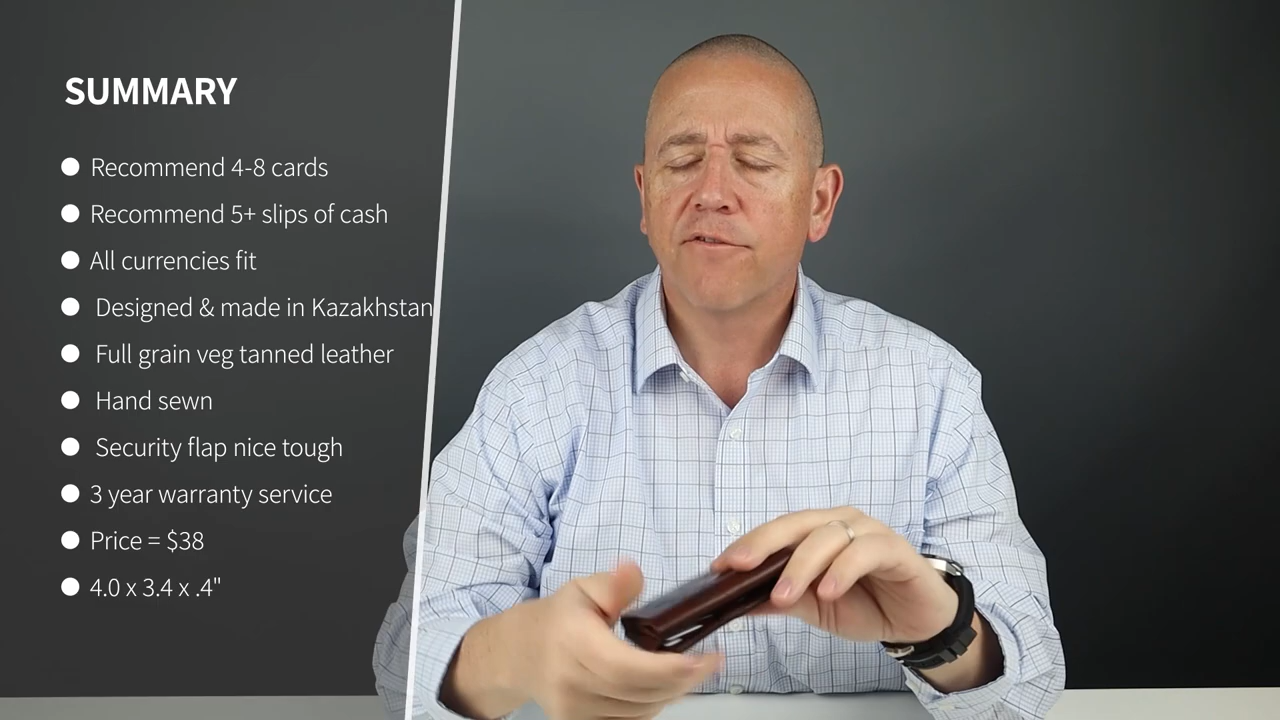 SUMMARY
Recommend 4-8 cards
Recommend 5+ slips of cash
All currencies fit
Designed & made in Kazakhstan
Full grain veg tanned leather
Hand sewn
Security flap nice tough
3 year warranty service
Price = $38
4.0 x 3.4 x .4"